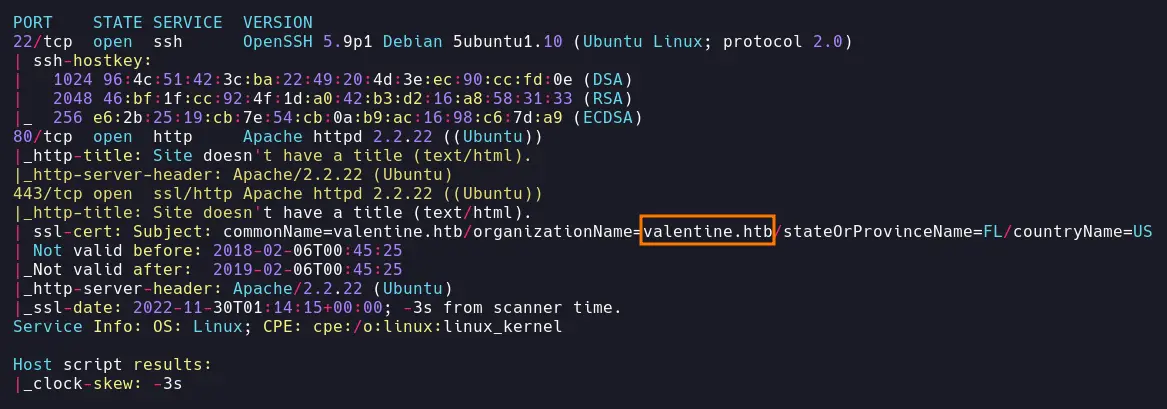 PORT    STATE SERVICE  VERSION
22/tcp  open  ssh      OpenSSH 5.9p1 Debian 5ubuntu1.10 (Ubuntu Linux; protocol 2.0)
| ssh-hostkey:
|   1024 96:4c:51:42:3c:ba:22:49:20:4d:3e:ec:90:cc:fd:0e (DSA)
|   2048 46:bf:1f:cc:92:4f:1d:a0:42:b3:d2:16:a8:58:31:33 (RSA)
|_  256 e6:2b:25:19:cb:7e:54:cb:0a:b9:ac:16:98:c6:7d:a9 (ECDSA)
80/tcp  open  http     Apache httpd 2.2.22 ((Ubuntu))
|_http-title: Site doesn't have a title (text/html).
|_http-server-header: Apache/2.2.22 (Ubuntu)
443/tcp open  ssl/http Apache httpd 2.2.22 ((Ubuntu))
|_http-title: Site doesn't have a title (text/html).
| ssl-cert: Subject: commonName=valentine.htb/organizationName=valentine.htb/stateOrProvinceName=FL/countryName=US
| Not valid before: 2018-02-06T00:45:25
|_Not valid after:  2019-02-06T00:45:25
|_http-server-header: Apache/2.2.22 (Ubuntu)
|_ssl-date: 2022-11-30T01:14:15+00:00; -3s from scanner time.
Service Info: OS: Linux; CPE: cpe:/o:linux:linux_kernel

Host script results:
|_clock-skew: -3s